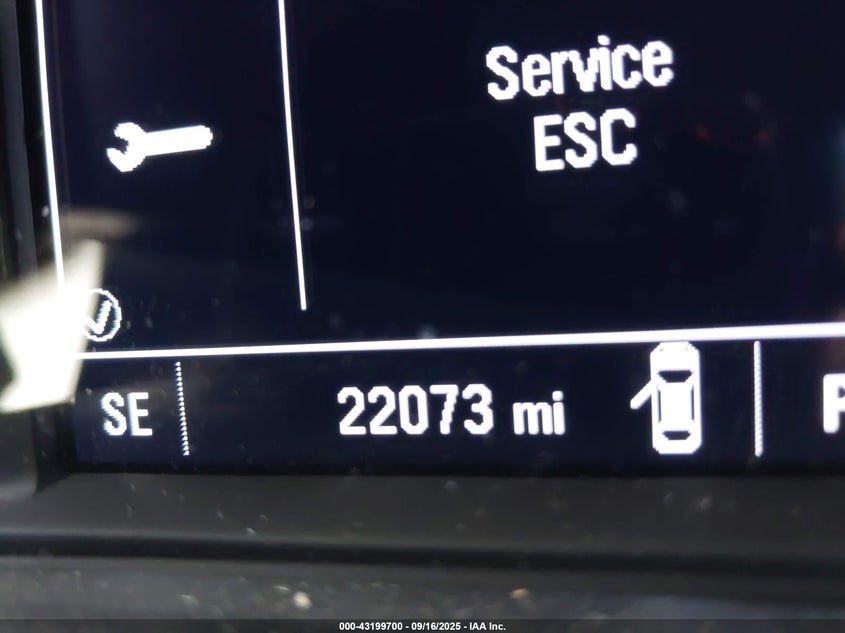 Service
ESC
SE
22073 mi
P
000-43199700 - 09/16/2025 - IAA Inc.